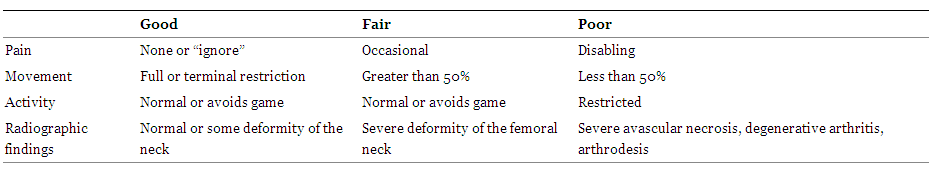 Good Fair Poor
Pain None or “ignore” Occasional Disabling
Movement Full or terminal restriction Greater than 50% Less than 50%
Activity Normal or avoids game Normal or avoids game Restricted
Radiographic Normal or some deformity of the Severe deformity of the femoral Severe avascular necrosis, degenerative arthritis,
findings neck neck arthrodesis